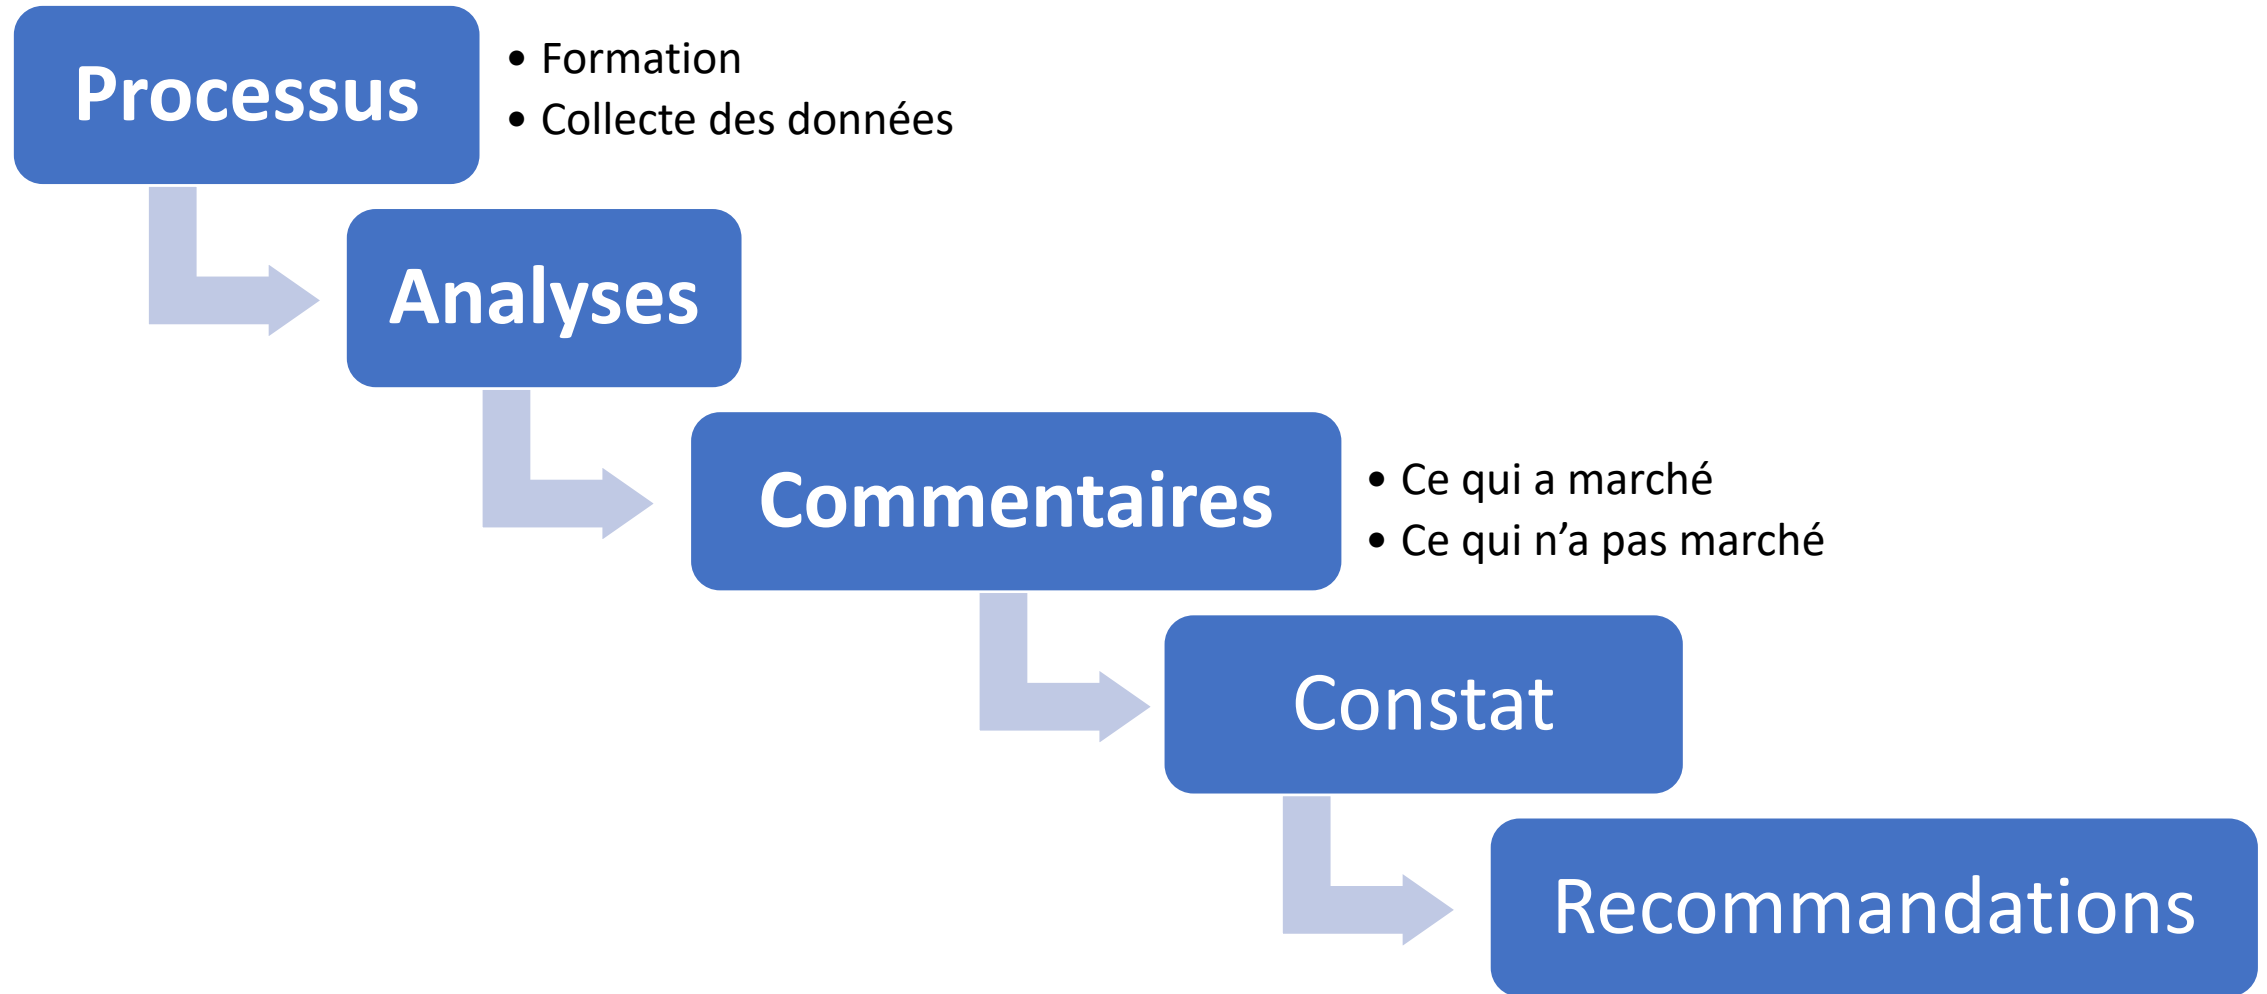 Processus
• Formation
• Collecte des données
Analyses
Commentaires
• Ce qui a marché
• Ce qui n’a pas marché
Constat
Recommandations